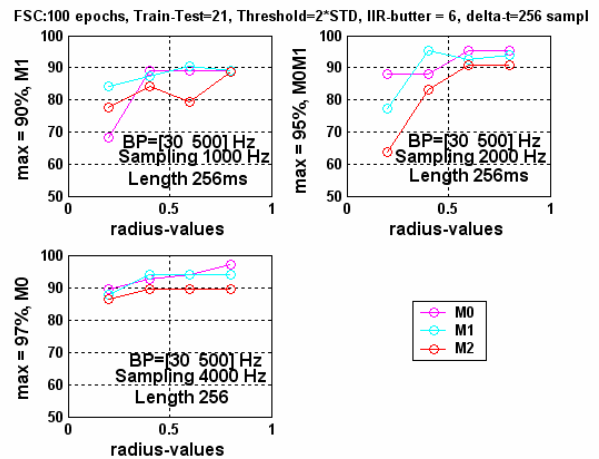 FSC:100 epochs, Train-Test=21, Threshold=2*STD, IIR-butter = 6, delta-t=256 sampl
max = 90%, M1
100
90
80
70
60
50
BP=[30 500] Hz
Sampling 1000 Hz
Length 256ms
0
0.5
1
radius-values
max = 95%, M0M1
100
90
80
70
60
50
BP=[30 500] Hz
Sampling 2000 Hz
Length 256ms
0
0.5
1
radius-values
max = 97%, M0
100
90
80
70
60
50
BP=[30 500] Hz
Sampling 4000 Hz
Length 256
0
0.5
1
radius-values
M0
M1
M2